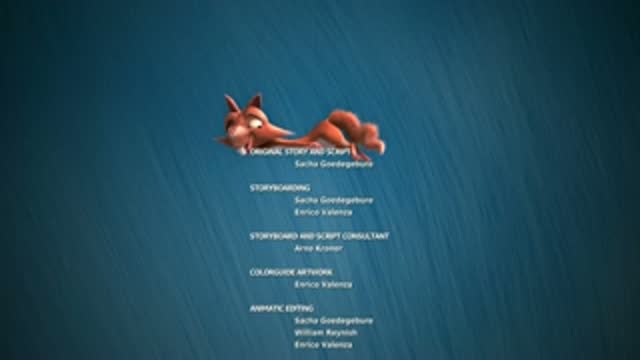 ORIGINAL STORY AND SCRIPT
Sacha Goedegebure
STORYBOARDING
Sacha Goedegebure
Enrico Valenza
STORYBOARD AND SCRIPT CONSULTANT
Arno Kroner
COLORGUIDE ARTWORK
Enrico Valenza
ANIMATIC EDITING
Sacha Goedegebure
William Reynish
Enrico Valenza